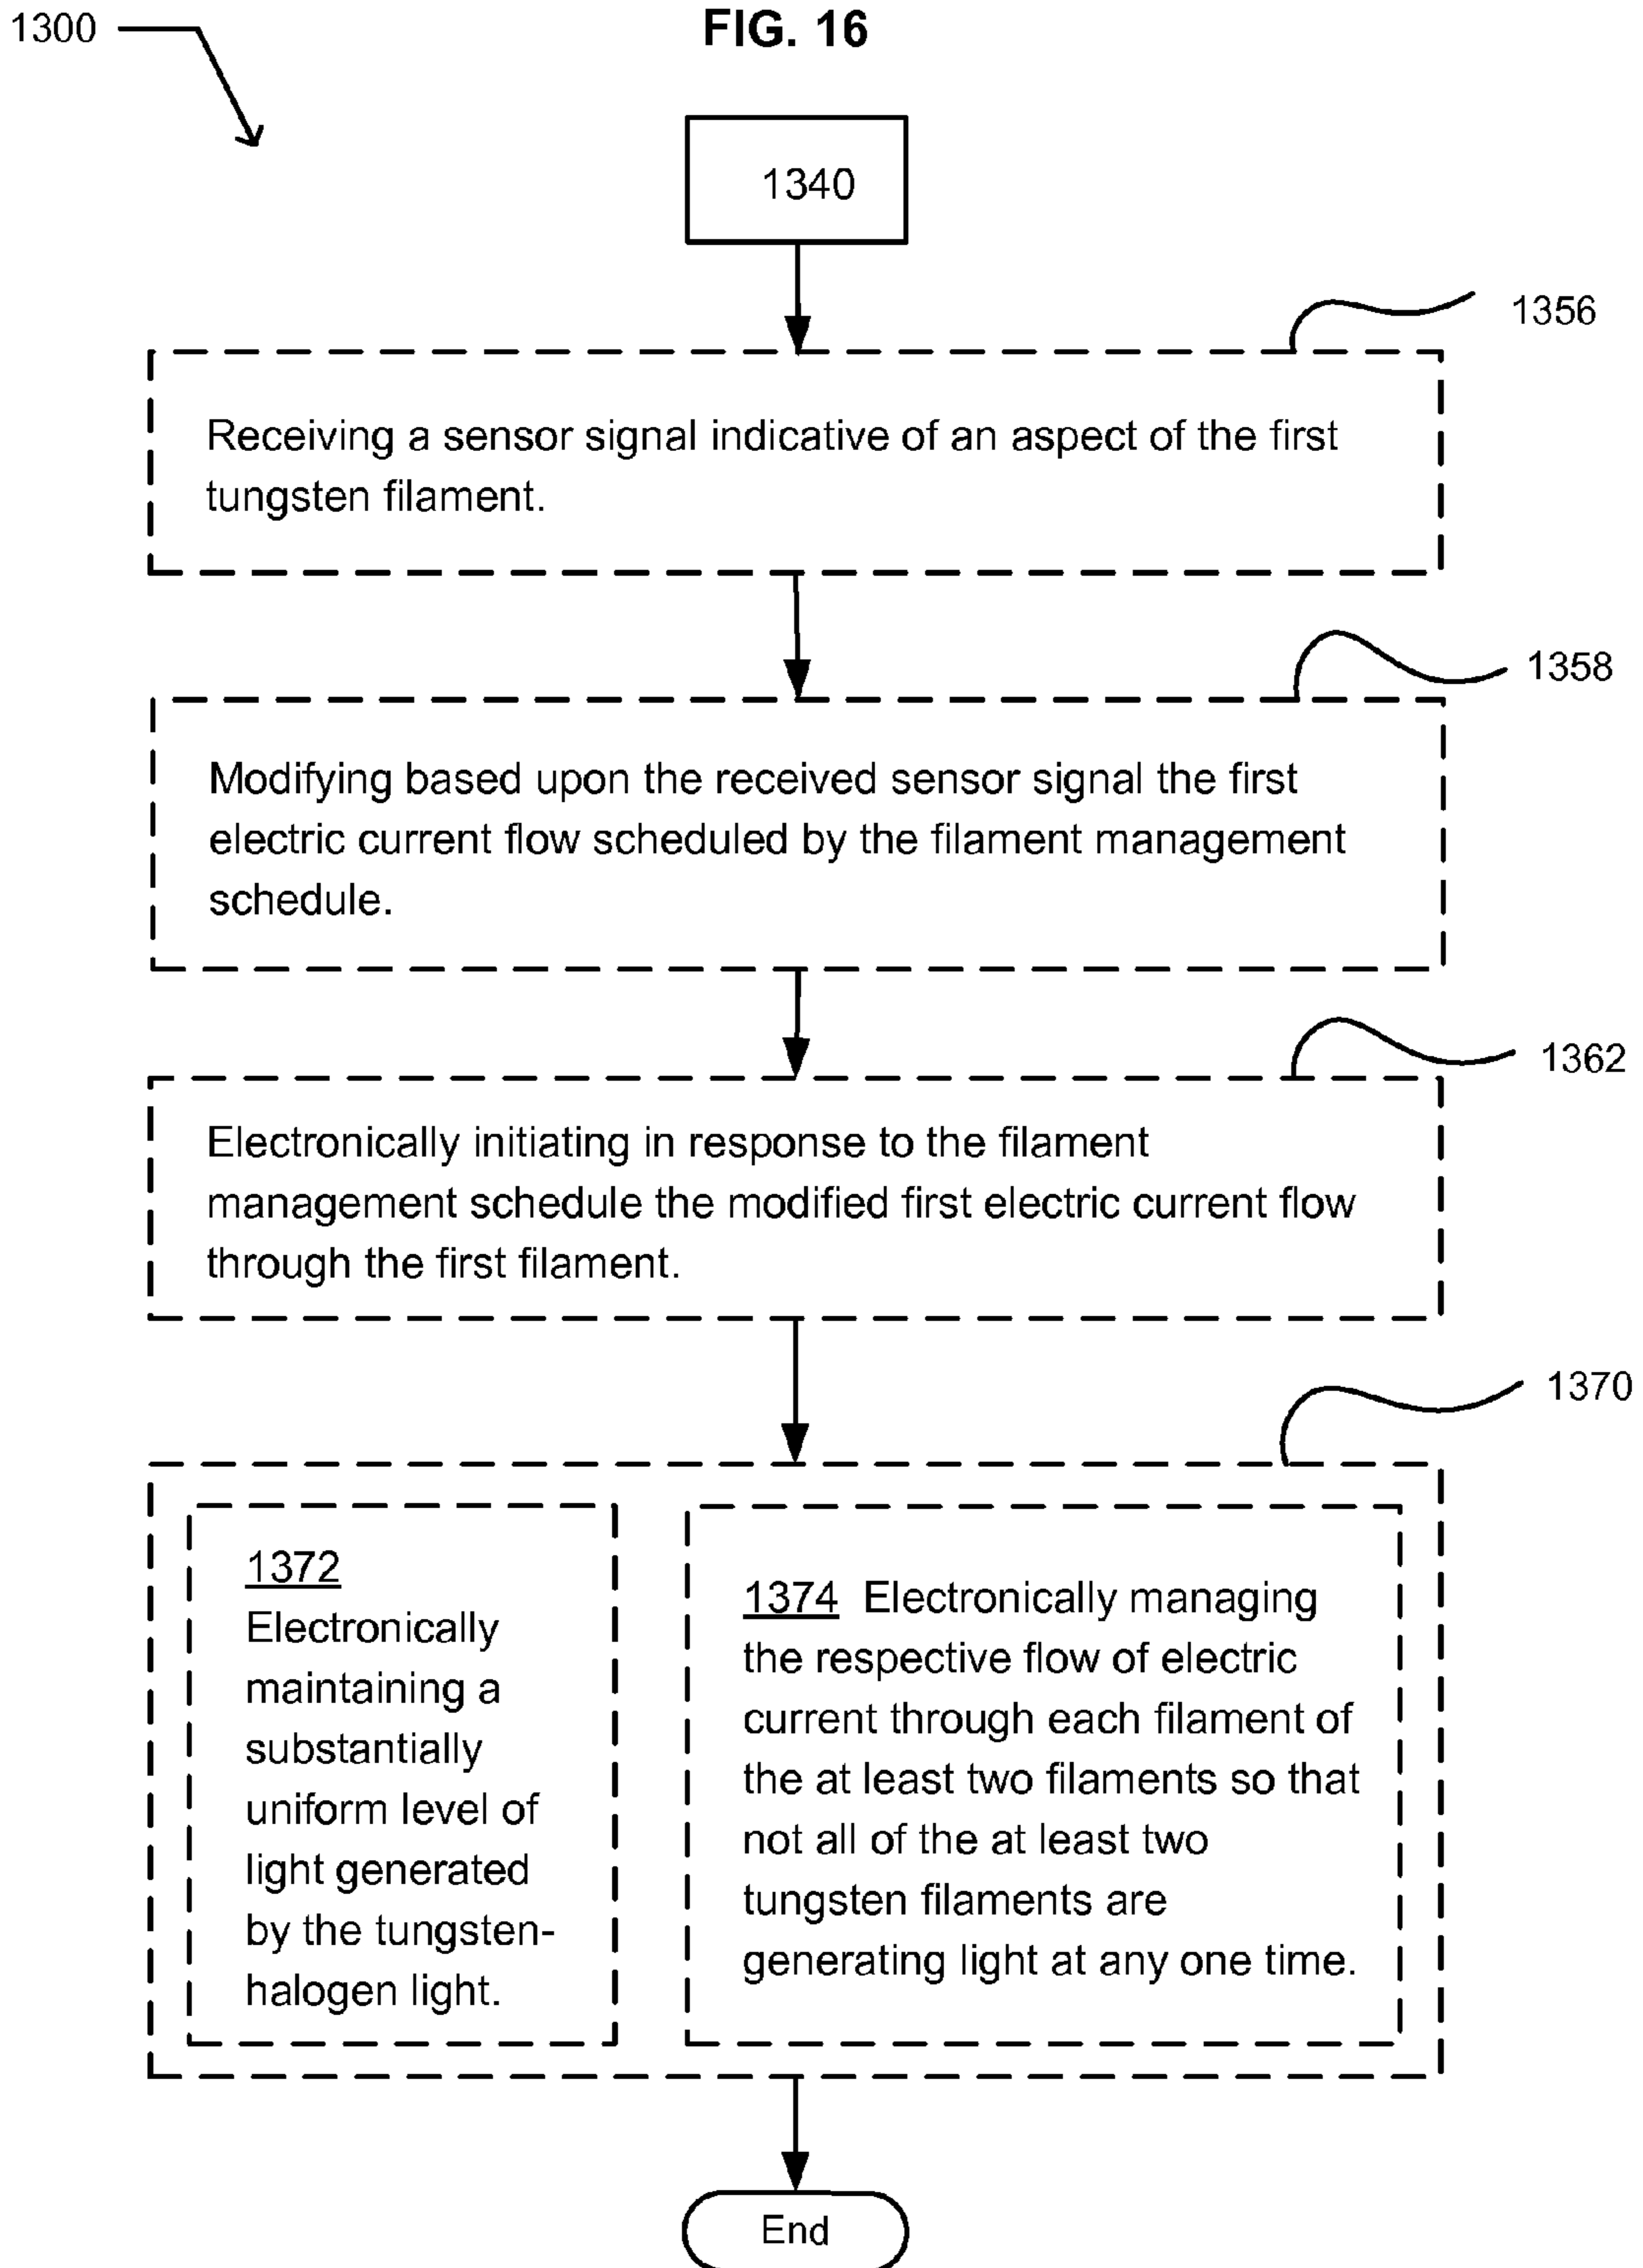 1300
FIG. 16
1340
1356
Receiving a sensor signal indicative of an aspect of the first
tungsten filament.
1358
Modifying based upon the received sensor signal the first
electric current flow scheduled by the filament management
schedule.
1362
Electronically initiating in response to the filament
management schedule the modified first electric current flow
through the first filament.
1370
1372
Electronically
maintaining a
substantially
uniform level of
light generated
by the tungsten-
halogen light.
1374 Electronically managing
the respective flow of electric
current through each filament of
the at least two filaments so that
not all of the at least two
tungsten filaments are
generating light at any one time.
End